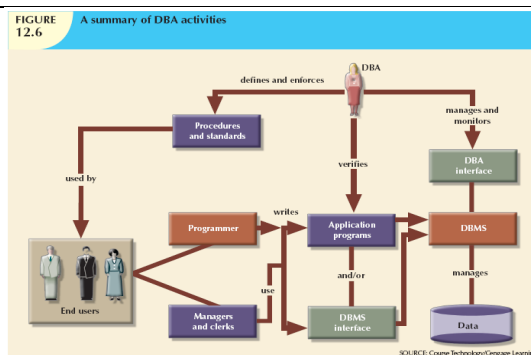 FIGURE
12.6
A summary of DBA activities
DBA
defines and enforces
manages and
monitors
Procedures
and standards
verifies
DBA
interface
used by
writes
Programmer
Application
programs
DBMS
and/or
manages
use
End users
Managers
and clerks
DBMS
interface
Data
SOURCE: Course Technology/Cengage Learning